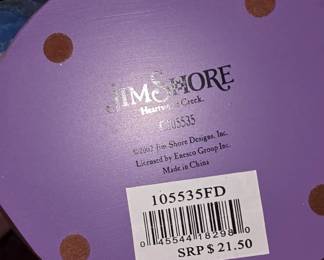 JIM SHORE
Heartwood Creek.
105535
©2007 Jim Shore Designs, Inc.
Licensed by Enesco Group Inc.
Made in China
105535FD
0 45544 18298 0
SRP $ 21.50